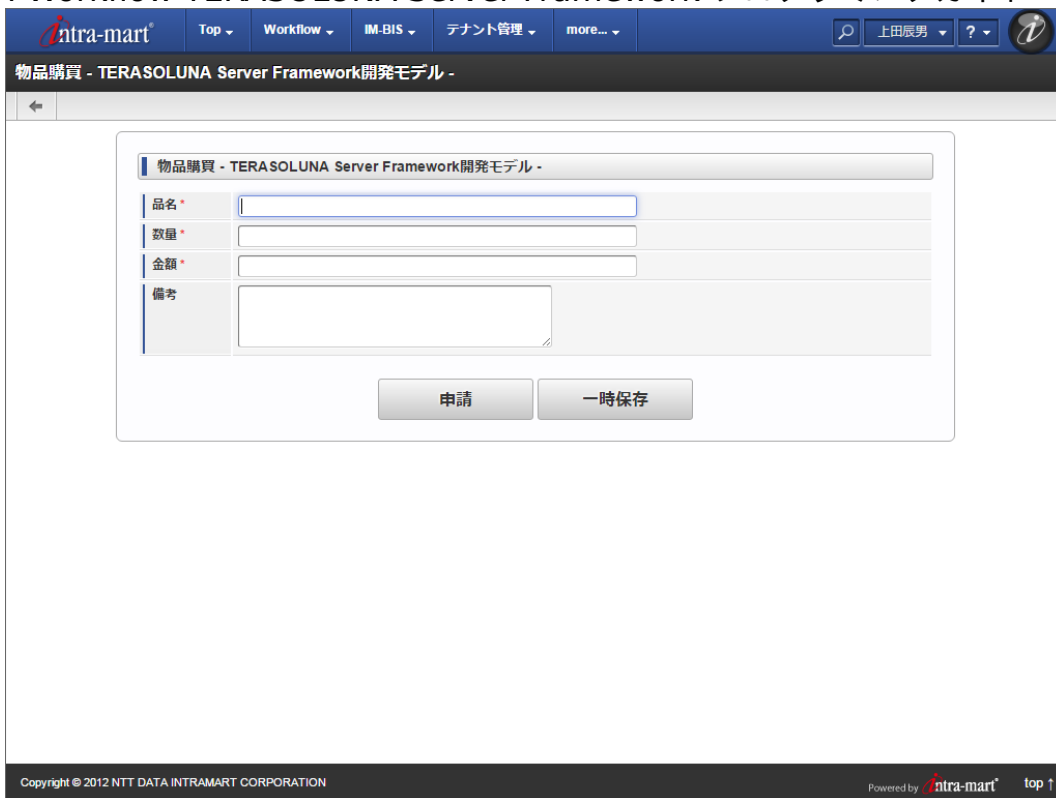 intra-mart® Top Workflow IM-BIS テナント管理 more... 上田辰男 ?
物品購買 - TERASOLUNA Server Framework開発モデル -
物品購買 - TERASOLUNA Server Framework開発モデル -
品名 *
数量 *
金額 *
備考
申請 一時保存
Copyright © 2012 NTT DATA INTRAMART CORPORATION Powered by intra-mart® top ↑